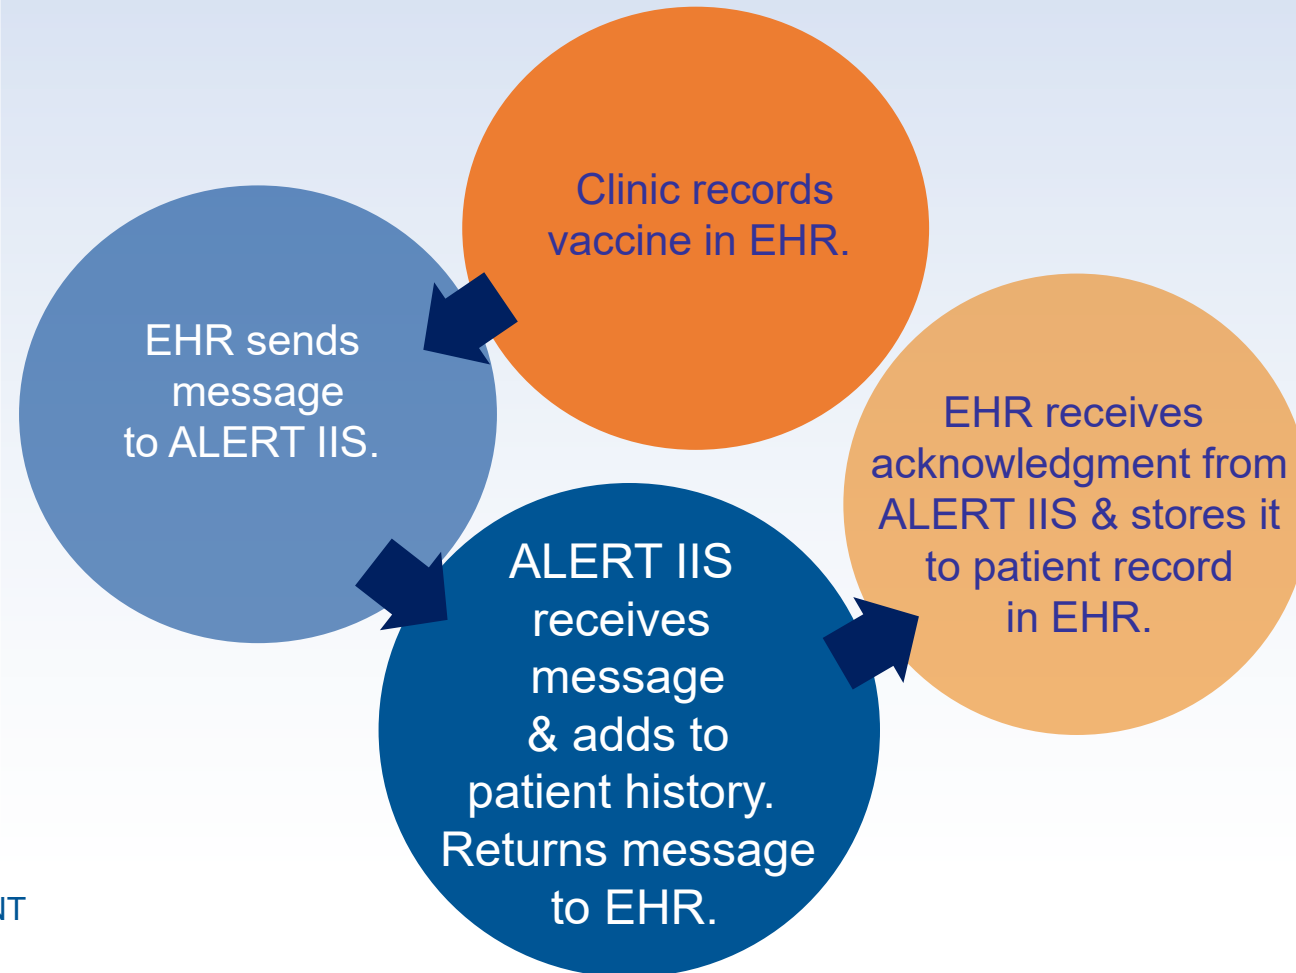 Clinic records
vaccine in EHR.
EHR sends
message
to ALERT IIS.
ALERT IIS
receives
message
& adds to
patient history.
Returns message
to EHR.
EHR receives
acknowledgment from
ALERT IIS & stores it
to patient record
in EHR.
NT